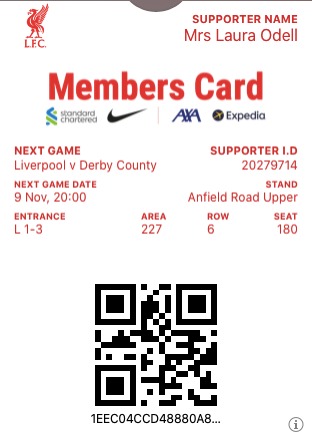 L.F.C.
SUPPORTER NAME
Mrs Laura Odell
Members Card
standard chartered
AXA
Expedia
NEXT GAME
Liverpool v Derby County
SUPPORTER I.D
20279714
NEXT GAME DATE
9 Nov, 20:00
STAND
Anfield Road Upper
ENTRANCE AREA ROW SEAT
L 1-3 227 6 180
1EEC04CCD48880A8...